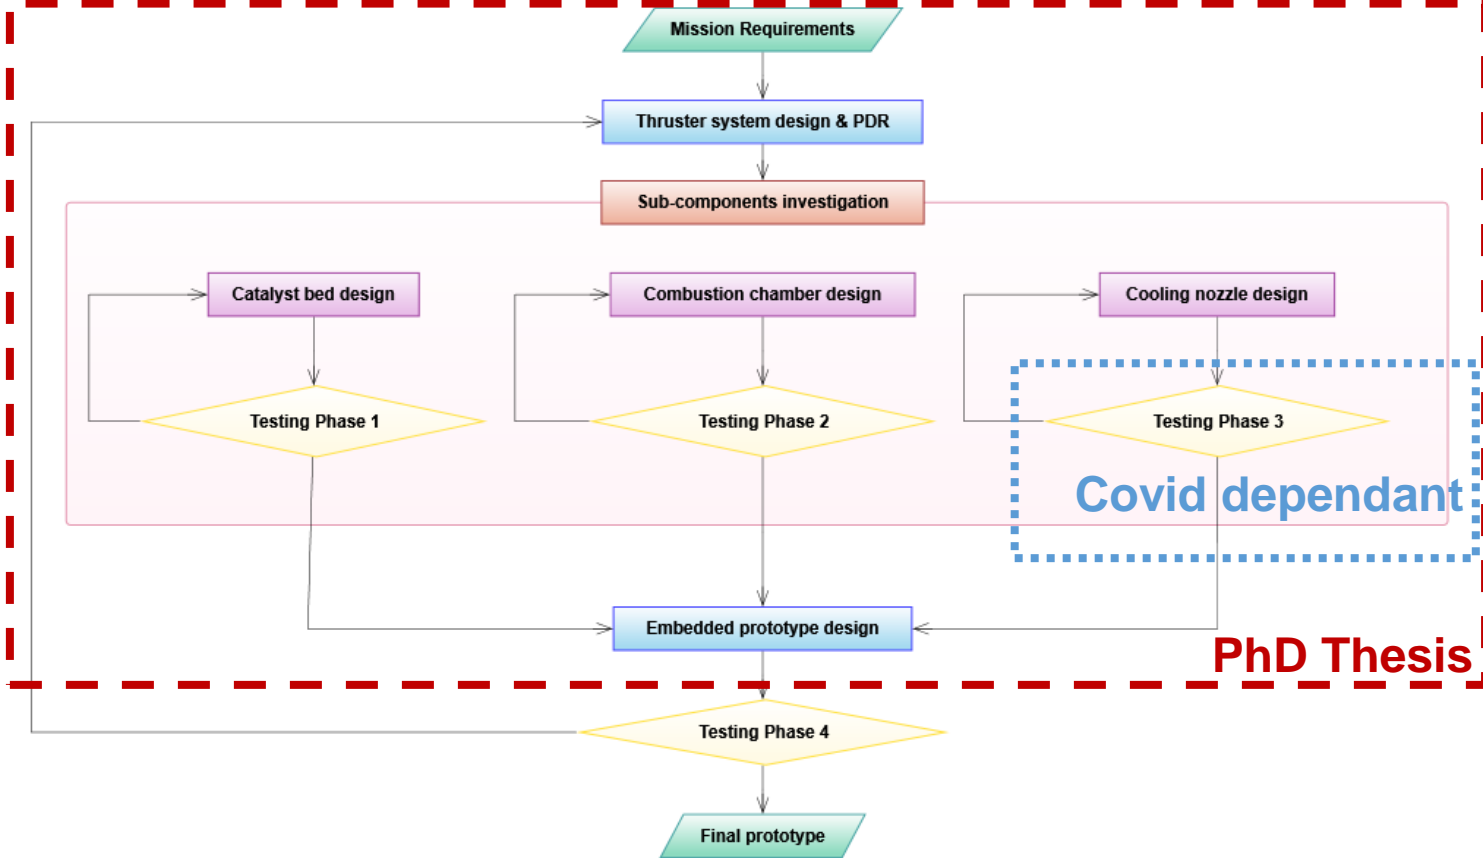 Mission Requirements
Thruster system design & PDR
Sub-components investigation
Catalyst bed design
Combustion chamber design
Cooling nozzle design
Testing Phase 1
Testing Phase 2
Testing Phase 3
Covid dependant
Embedded prototype design
PhD Thesis
Testing Phase 4
Final prototype